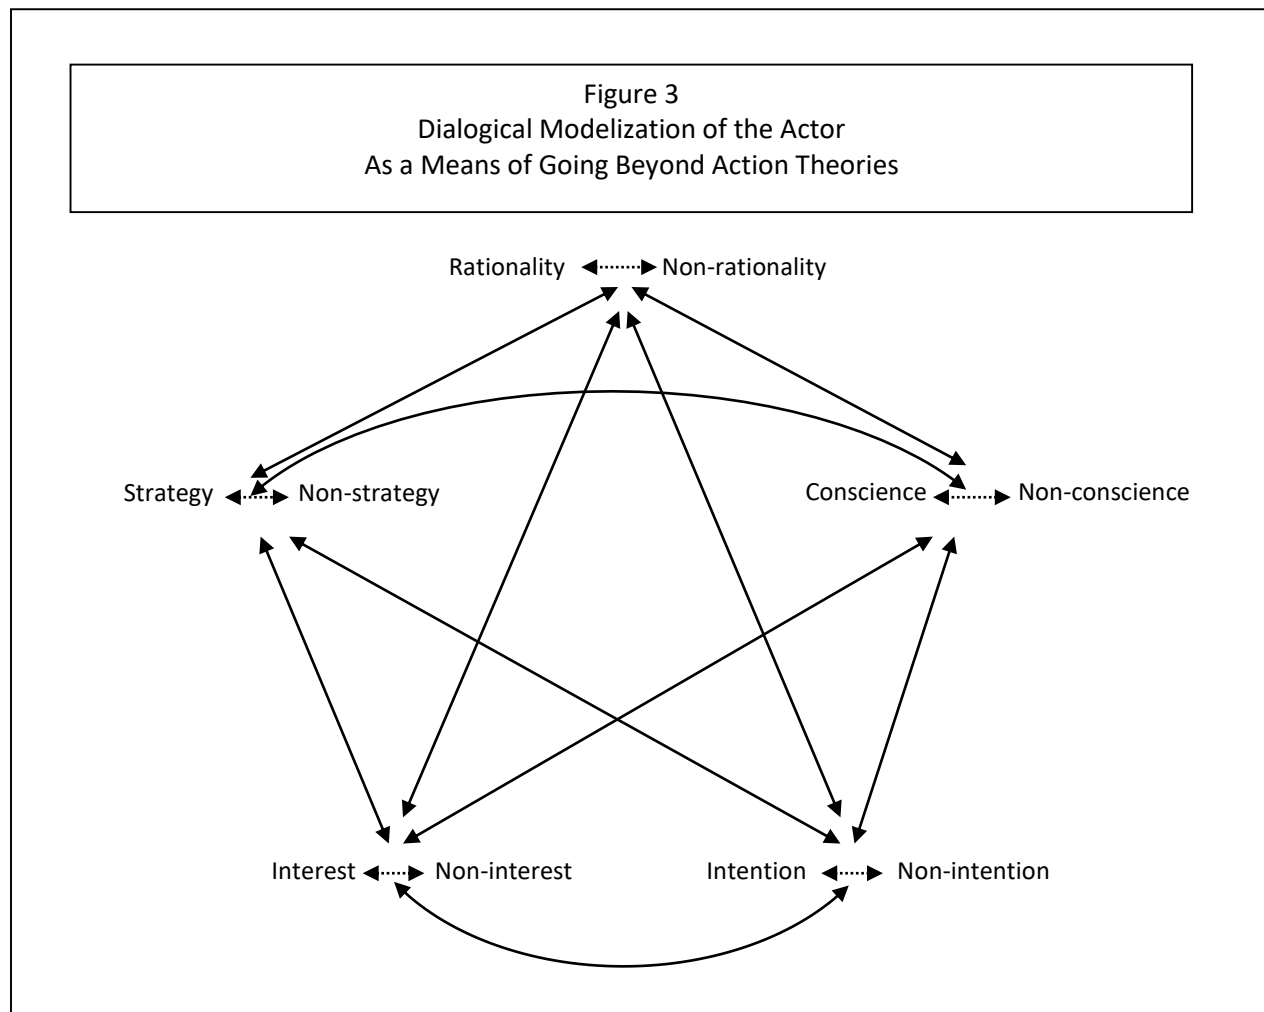 Figure 3
Dialogical Modelization of the Actor
As a Means of Going Beyond Action Theories
Rationality Non-rationality
Strategy Non-strategy Conscience Non-conscience
Interest Non-interest Intention Non-intention